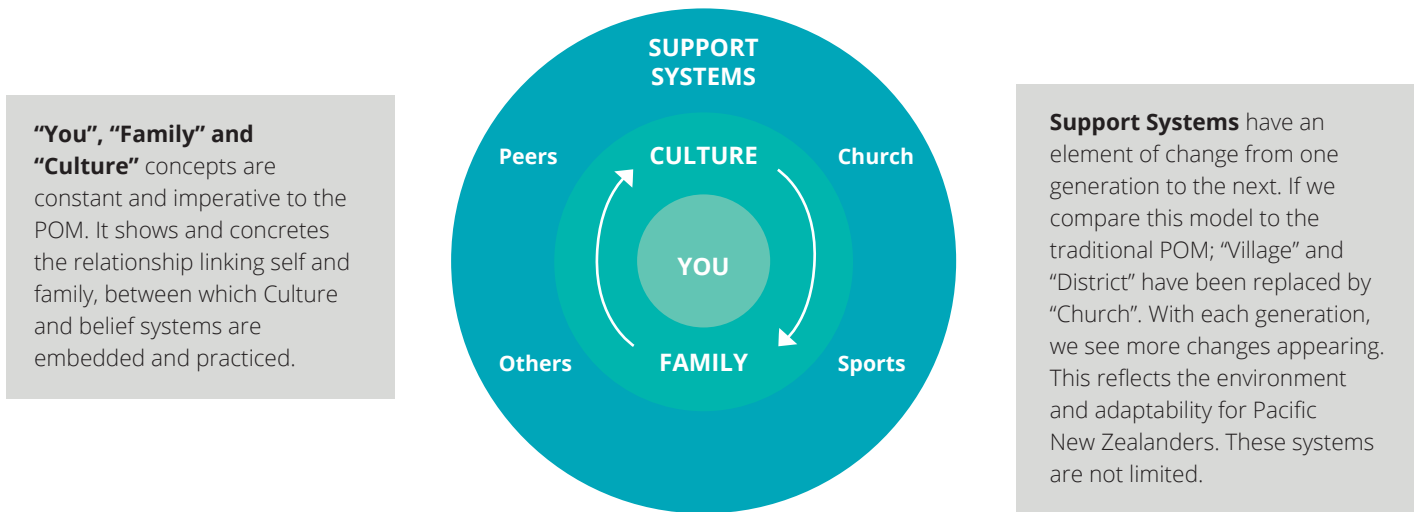 “You”, “Family” and
“Culture” concepts are
constant and imperative to the
POM. It shows and concretes
the relationship linking self and
family, between which Culture
and belief systems are
embedded and practiced.
SUPPORT
SYSTEMS
Peers
CULTURE
Church
YOU
Others
FAMILY
Sports
Support Systems have an
element of change from one
generation to the next. If we
compare this model to the
traditional POM; “Village” and
“District” have been replaced by
“Church”. With each generation,
we see more changes appearing.
This reflects the environment
and adaptability for Pacific
New Zealanders. These systems
are not limited.